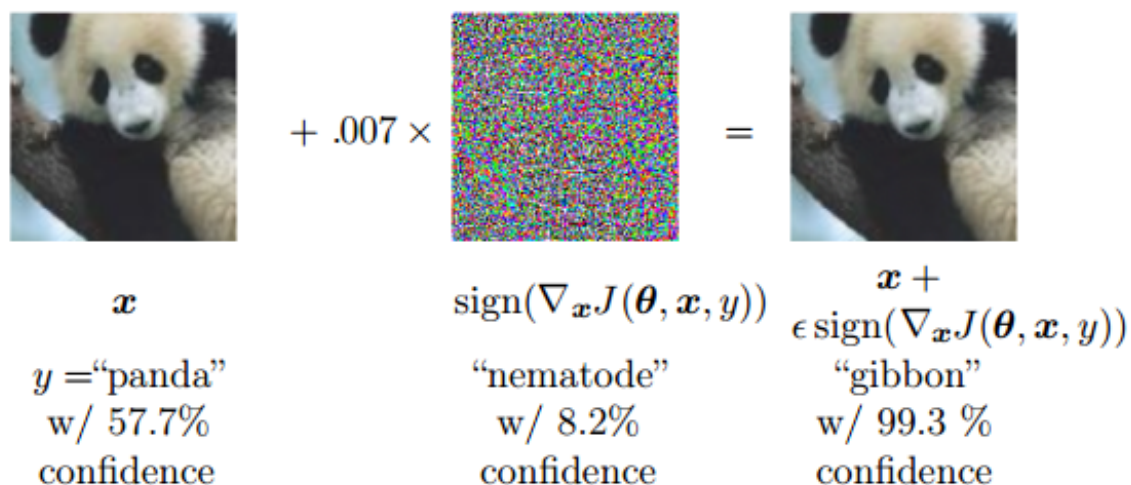 + .007 ×
=
x
y =“panda”
w/ 57.7%
confidence
sign(∇ₓJ(θ, x, y))
“nematode”
w/ 8.2%
confidence
x +
ϵ sign(∇ₓJ(θ, x, y))
“gibbon”
w/ 99.3 %
confidence